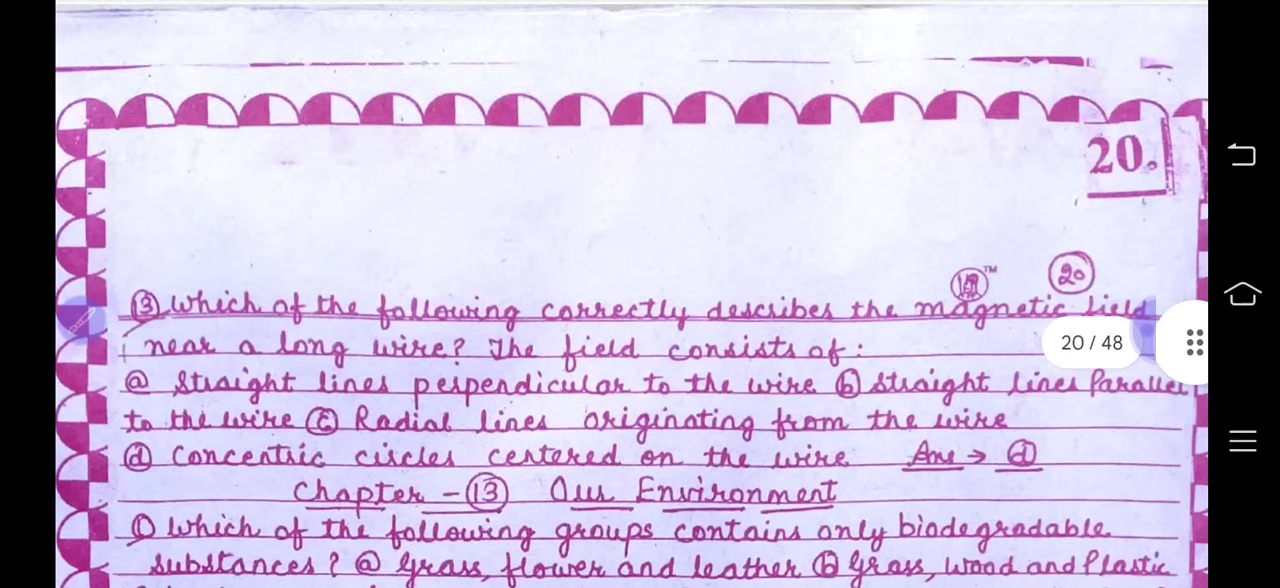 20.
20
③ Which of the following correctly describes the magnetic field
near a long wire? The field consists of:
20 / 48
ⓐ straight lines perpendicular to the wire ⓑ straight lines Parallel
to the wire ⓒ Radial lines originating from the wire
ⓓ Concentric circles centered on the wire Ans → ⓓ
Chapter - ⑬ Our Environment
① Which of the following groups contains only biodegradable
substances? ⓐ Grass, flower and leather ⓑ Grass, wood and Plastic